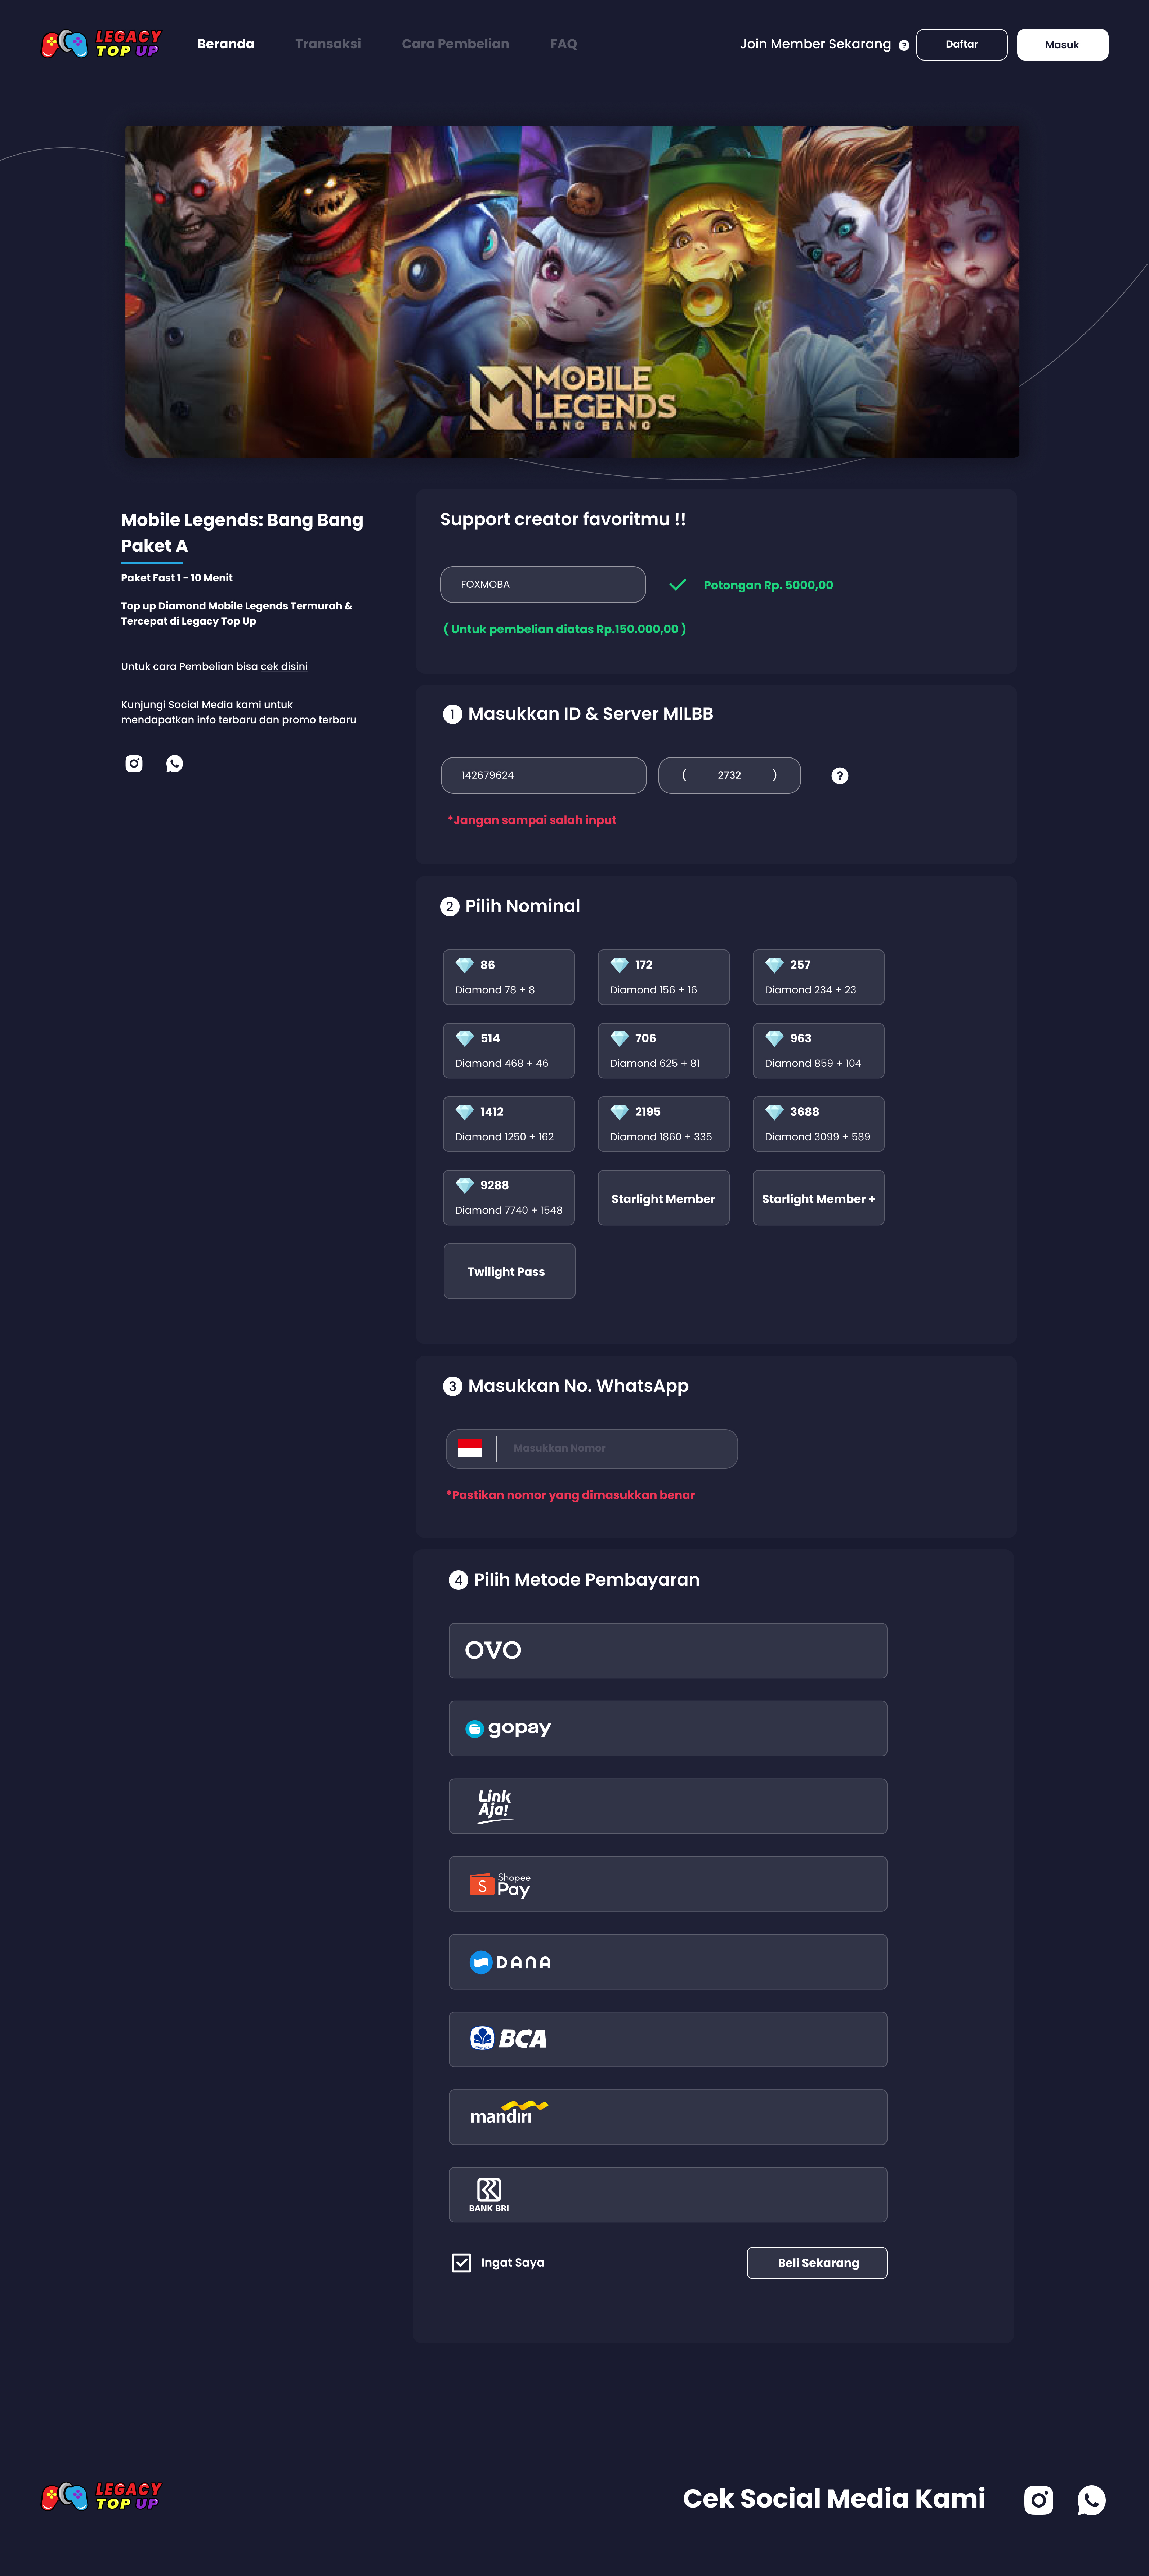 LEGACY
TOP UP
Beranda
Transaksi
Cara Pembelian
FAQ
Join Member Sekarang ?
Daftar
Masuk
MOBILE
LEGENDS
BANG BANG
Mobile Legends: Bang Bang
Paket A
Paket Fast 1 - 10 Menit
Top up Diamond Mobile Legends Termurah &
Tercepat di Legacy Top Up
Untuk cara Pembelian bisa cek disini
Kunjungi Social Media kami untuk
mendapatkan info terbaru dan promo terbaru
Support creator favoritmu !!
FOXMOBA
Potongan Rp. 5000,00
( Untuk pembelian diatas Rp.150.000,00 )
1 Masukkan ID & Server MlLBB
142679624
( 2732 )
?
*Jangan sampai salah input
2 Pilih Nominal
86
Diamond 78 + 8
172
Diamond 156 + 16
257
Diamond 234 + 23
514
Diamond 468 + 46
706
Diamond 625 + 81
963
Diamond 859 + 104
1412
Diamond 1250 + 162
2195
Diamond 1860 + 335
3688
Diamond 3099 + 589
9288
Diamond 7740 + 1548
Starlight Member
Starlight Member +
Twilight Pass
3 Masukkan No. WhatsApp
Masukkan Nomor
*Pastikan nomor yang dimasukkan benar
4 Pilih Metode Pembayaran
OVO
gopay
Link
Aja!
S Shopee
Pay
DANA
BCA
mandiri
BANK BRI
Ingat Saya
Beli Sekarang
LEGACY
TOP UP
Cek Social Media Kami